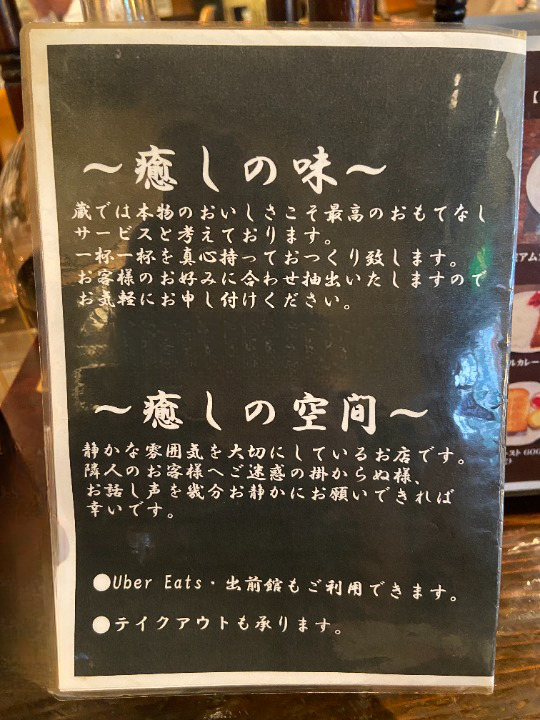 ～癒しの味～
蔵では本物のおいしさこそ最高のおもてなし
サービスと考えております。
一杯一杯を真心持っておつくり致します。
お客様のお好みに合わせ抽出いたしますので
お気軽にお申し付けください。
～癒しの空間～
静かな雰囲気を大切にしているお店です。
隣人のお客様へご迷惑の掛からぬ様、
お話し声を幾分お静かにお願いできれば
幸いです。
●Uber Eats・出前館もご利用できます。
●テイクアウトも承ります。